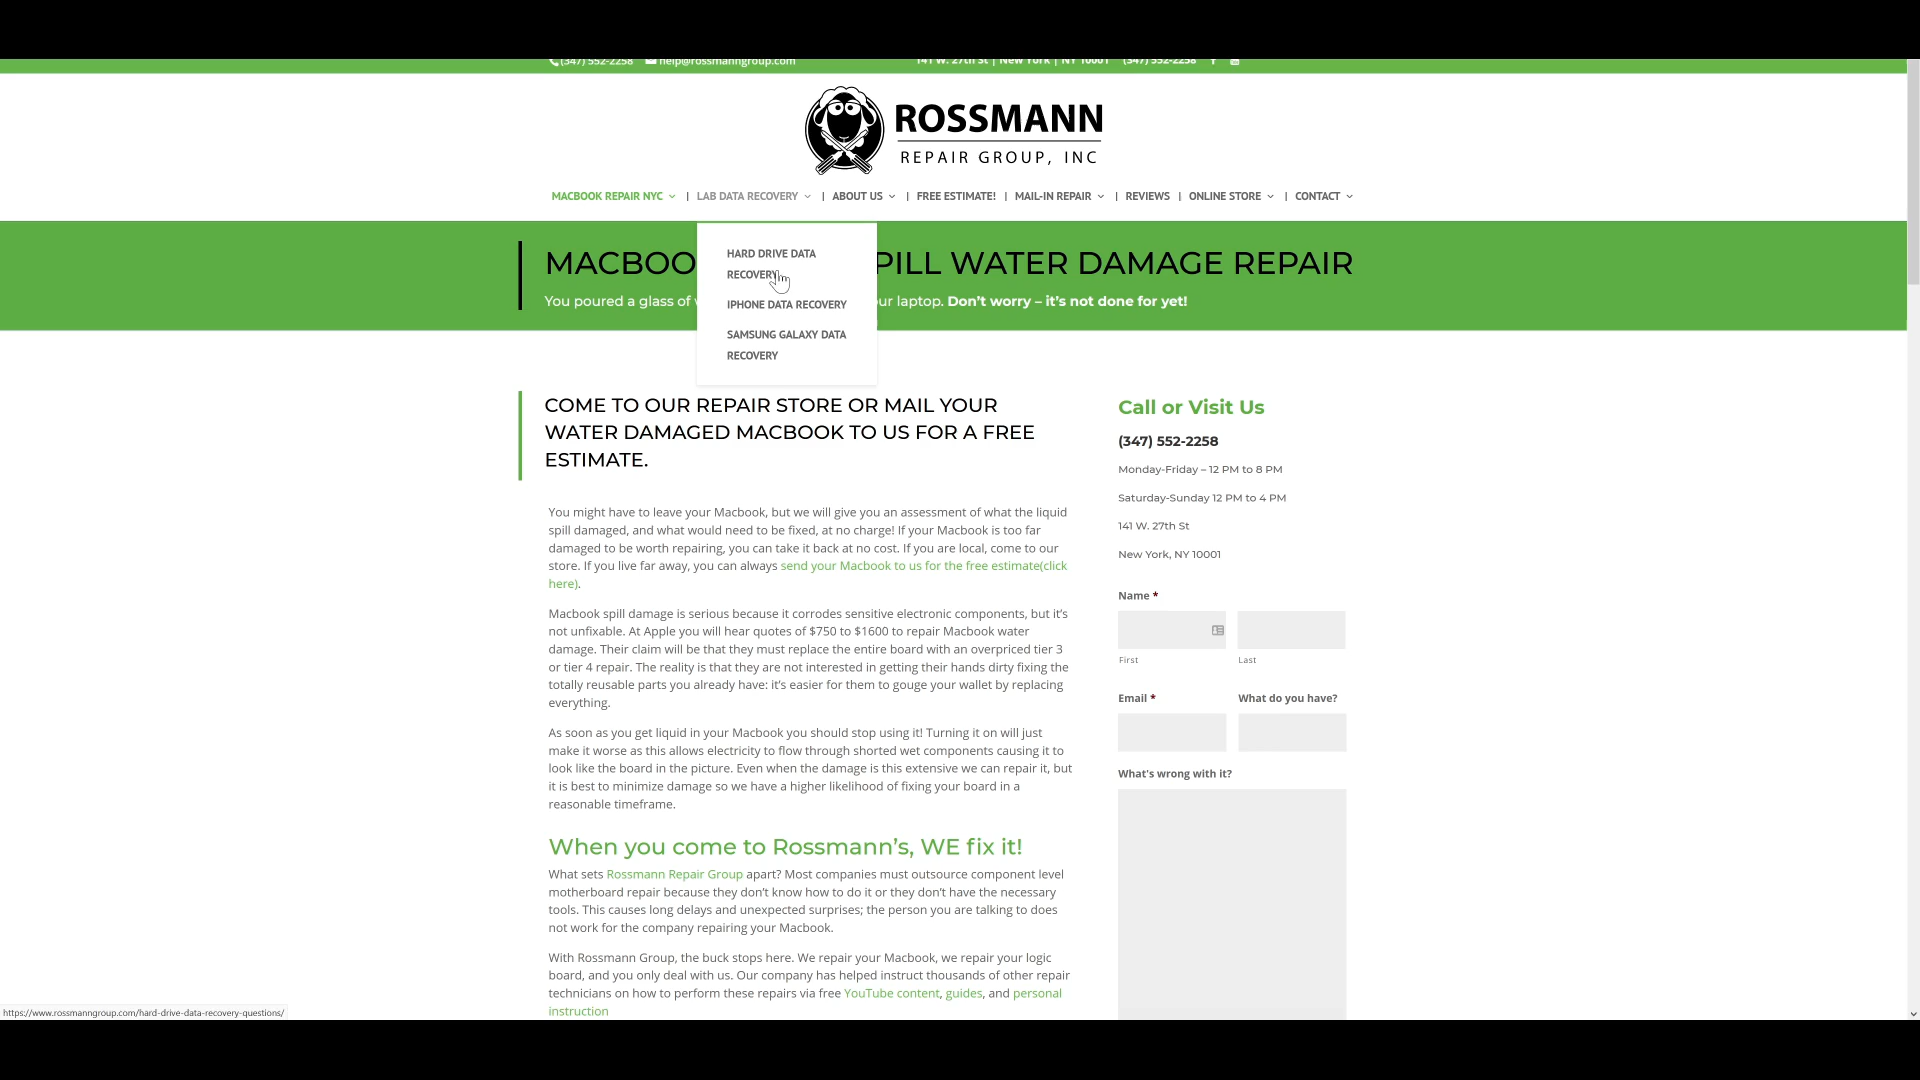 (347) 552-2258 help@rossmanngroup.com 141 W. 27th St | New York | NY 10001 (347) 552-2258
ROSSMANN
REPAIR GROUP, INC
MACBOOK REPAIR NYC | LAB DATA RECOVERY | ABOUT US | FREE ESTIMATE! | MAIL-IN REPAIR | REVIEWS | ONLINE STORE | CONTACT
HARD DRIVE DATA
RECOVERY
IPHONE DATA RECOVERY
SAMSUNG GALAXY DATA
RECOVERY
MACBOO PILL WATER DAMAGE REPAIR
You poured a glass of ur laptop. Don't worry – it's not done for yet!
COME TO OUR REPAIR STORE OR MAIL YOUR
WATER DAMAGED MACBOOK TO US FOR A FREE
ESTIMATE.
You might have to leave your Macbook, but we will give you an assessment of what the liquid
spill damaged, and what would need to be fixed, at no charge! If your Macbook is too far
damaged to be worth repairing, you can take it back at no cost. If you are local, come to our
store. If you live far away, you can always send your Macbook to us for the free estimate(click
here).
Macbook spill damage is serious because it corrodes sensitive electronic components, but it's
not unfixable. At Apple you will hear quotes of $750 to $1600 to repair Macbook water
damage. Their claim will be that they must replace the entire board with an overpriced tier 3
or tier 4 repair. The reality is that they are not interested in getting their hands dirty fixing the
totally reusable parts you already have: it's easier for them to gouge your wallet by replacing
everything.
As soon as you get liquid in your Macbook you should stop using it! Turning it on will just
make it worse as this allows electricity to flow through shorted wet components causing it to
look like the board in the picture. Even when the damage is this extensive we can repair it, but
it is best to minimize damage so we have a higher likelihood of fixing your board in a
reasonable timeframe.
When you come to Rossmann's, WE fix it!
What sets Rossmann Repair Group apart? Most companies must outsource component level
motherboard repair because they don't know how to do it or they don't have the necessary
tools. This causes long delays and unexpected surprises; the person you are talking to does
not work for the company repairing your Macbook.
With Rossmann Group, the buck stops here. We repair your Macbook, we repair your logic
board, and you only deal with us. Our company has helped instruct thousands of other repair
technicians on how to perform these repairs via free YouTube content, guides, and personal
instruction
Call or Visit Us
(347) 552-2258
Monday-Friday – 12 PM to 8 PM
Saturday-Sunday 12 PM to 4 PM
141 W. 27th St
New York, NY 10001
Name *
First Last
Email * What do you have?
What's wrong with it?
https://www.rossmanngroup.com/hard-drive-data-recovery-questions/